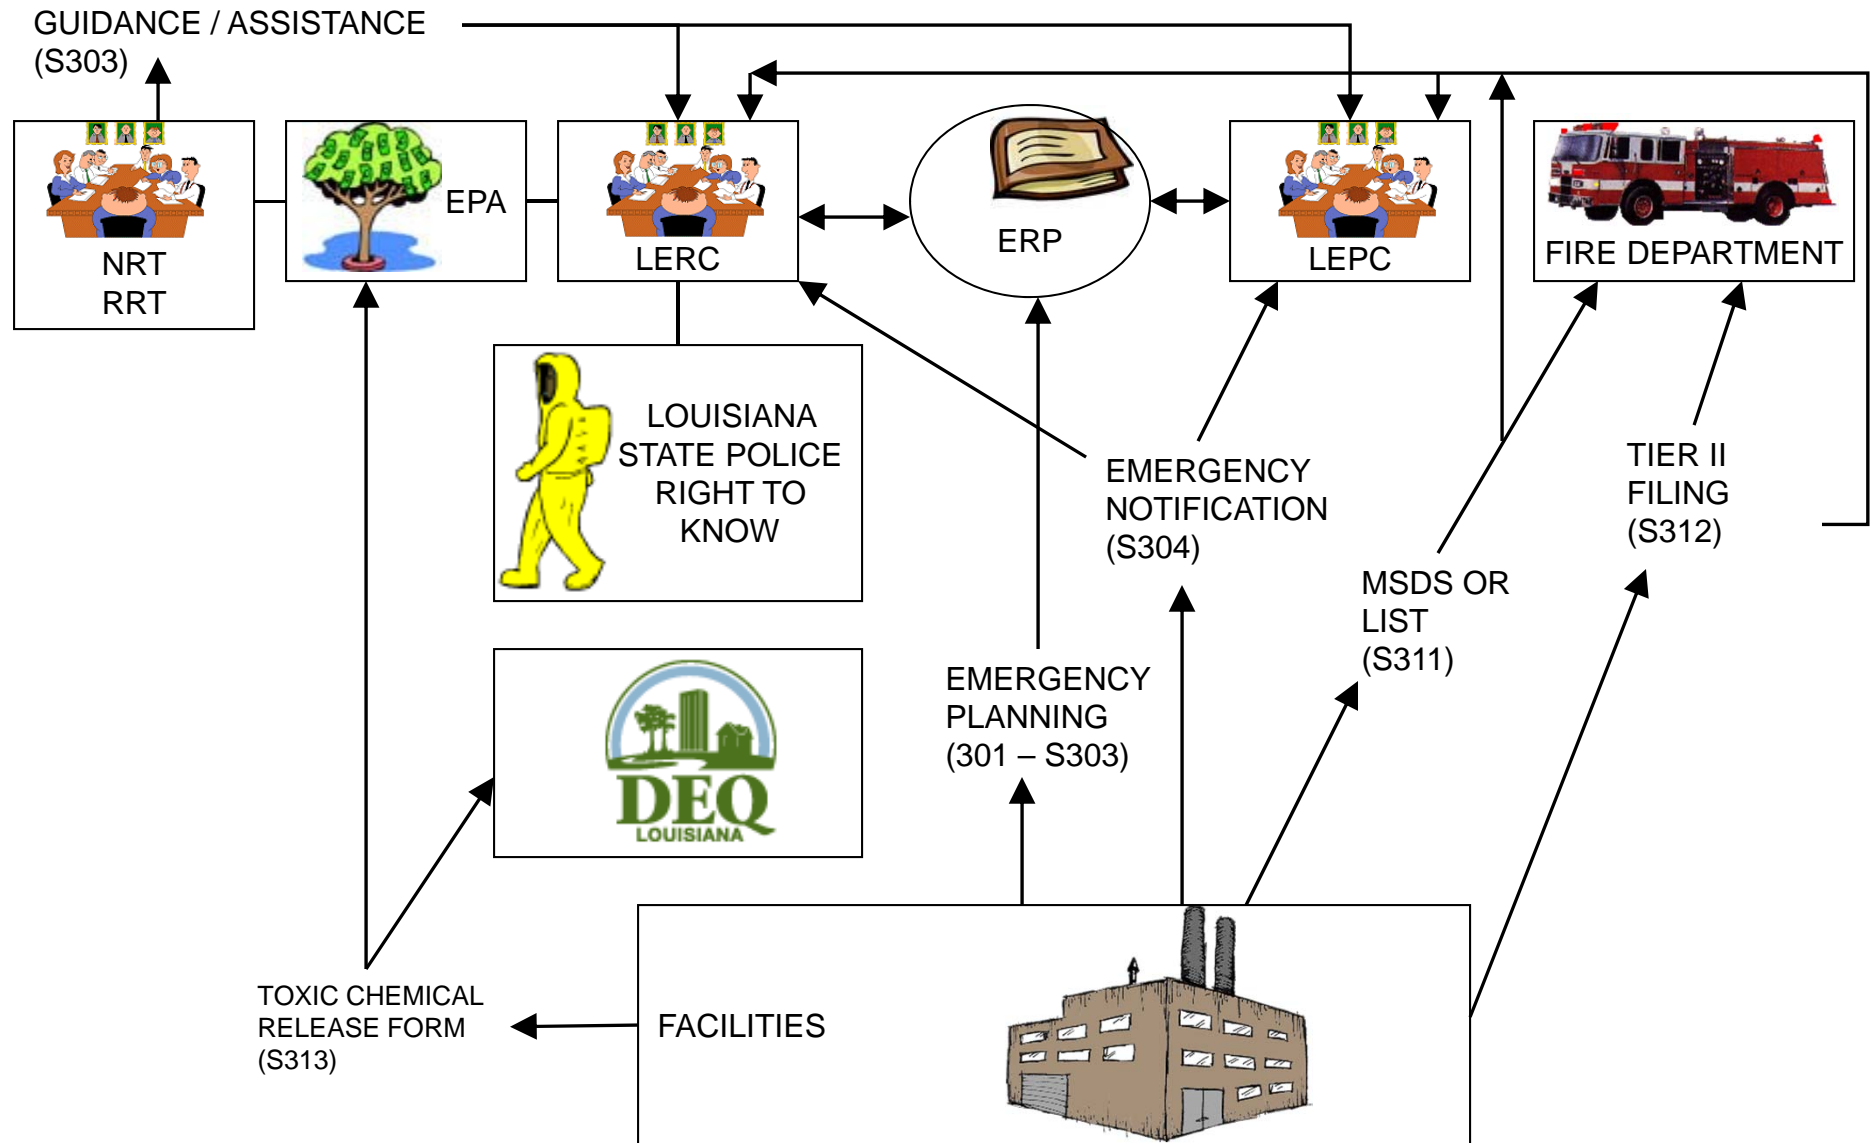 GUIDANCE / ASSISTANCE
(S303)
NRT
RRT
EPA
LERC
ERP
LEPC
FIRE DEPARTMENT
LOUISIANA
STATE POLICE
RIGHT TO
KNOW
EMERGENCY
NOTIFICATION
(S304)
TIER II
FILING
(S312)
MSDS OR
LIST
(S311)
EMERGENCY
PLANNING
(301 – S303)
DEQ
LOUISIANA
TOXIC CHEMICAL
RELEASE FORM
(S313)
FACILITIES